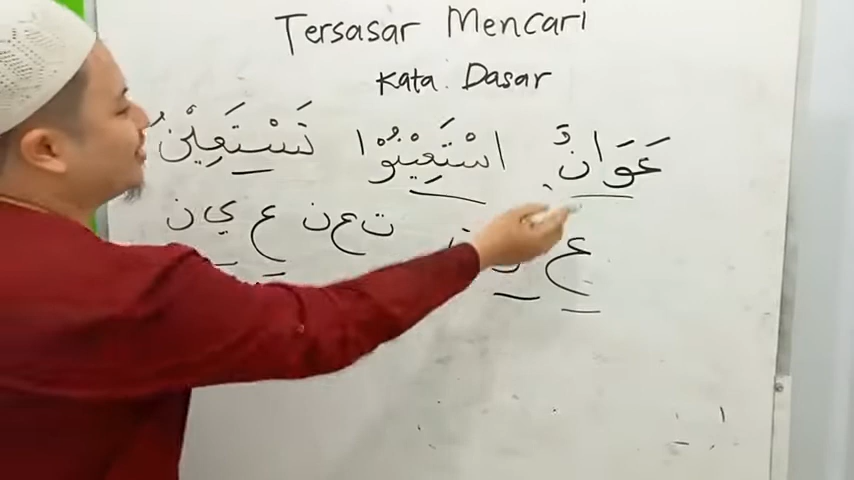 Tersasar Mencari
Kata Dasar
عَوَانٌ اسْتَعِيْنُوا نَسْتَعِيْنُ
ع ن ت ع ن ع ي ن